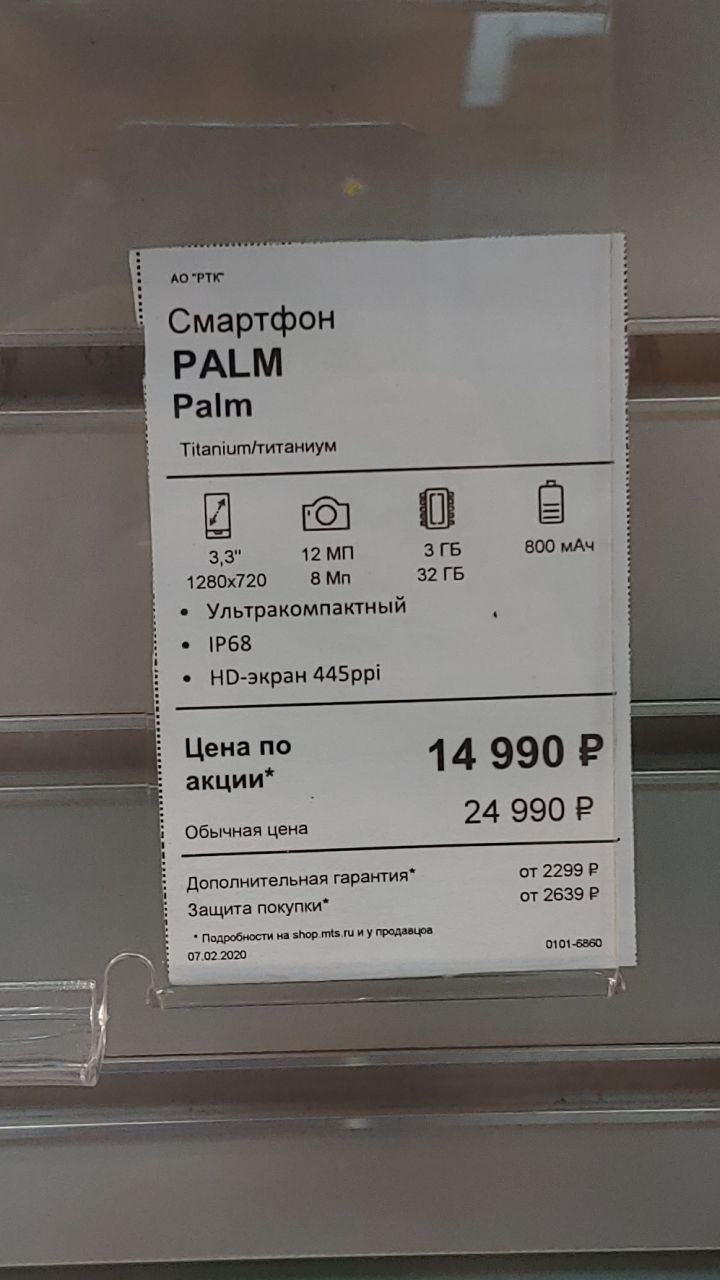 АО "РТК"
Смартфон
PALM
Palm
Titanium/титаниум
3,3" 12 МП 3 ГБ 800 мАч
1280x720 8 Мп 32 ГБ
• Ультракомпактный
• IP68
• HD-экран 445ppi
Цена по акции* 14 990 ₽
Обычная цена 24 990 ₽
Дополнительная гарантия* от 2299 ₽
Защита покупки* от 2639 ₽
* Подробности на shop.mts.ru и у продавцов
07.02.2020 0101-6860